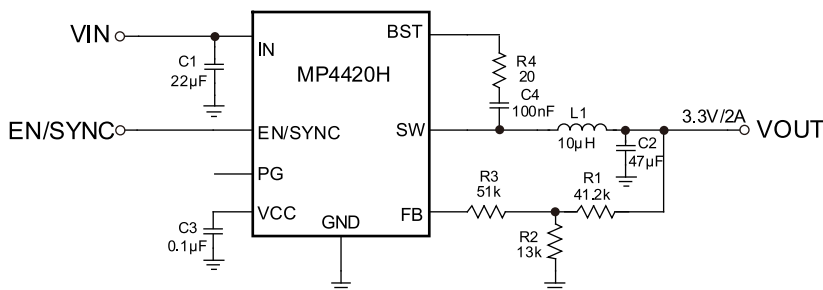 VIN
C1
22µF
IN
MP4420H
BST
R4
20
C4
100nF
EN/SYNC
EN/SYNC
SW
L1
10µH
3.3V/2A
VOUT
C2
47µF
PG
VCC
C3
0.1µF
GND
FB
R3
51k
R1
41.2k
R2
13k